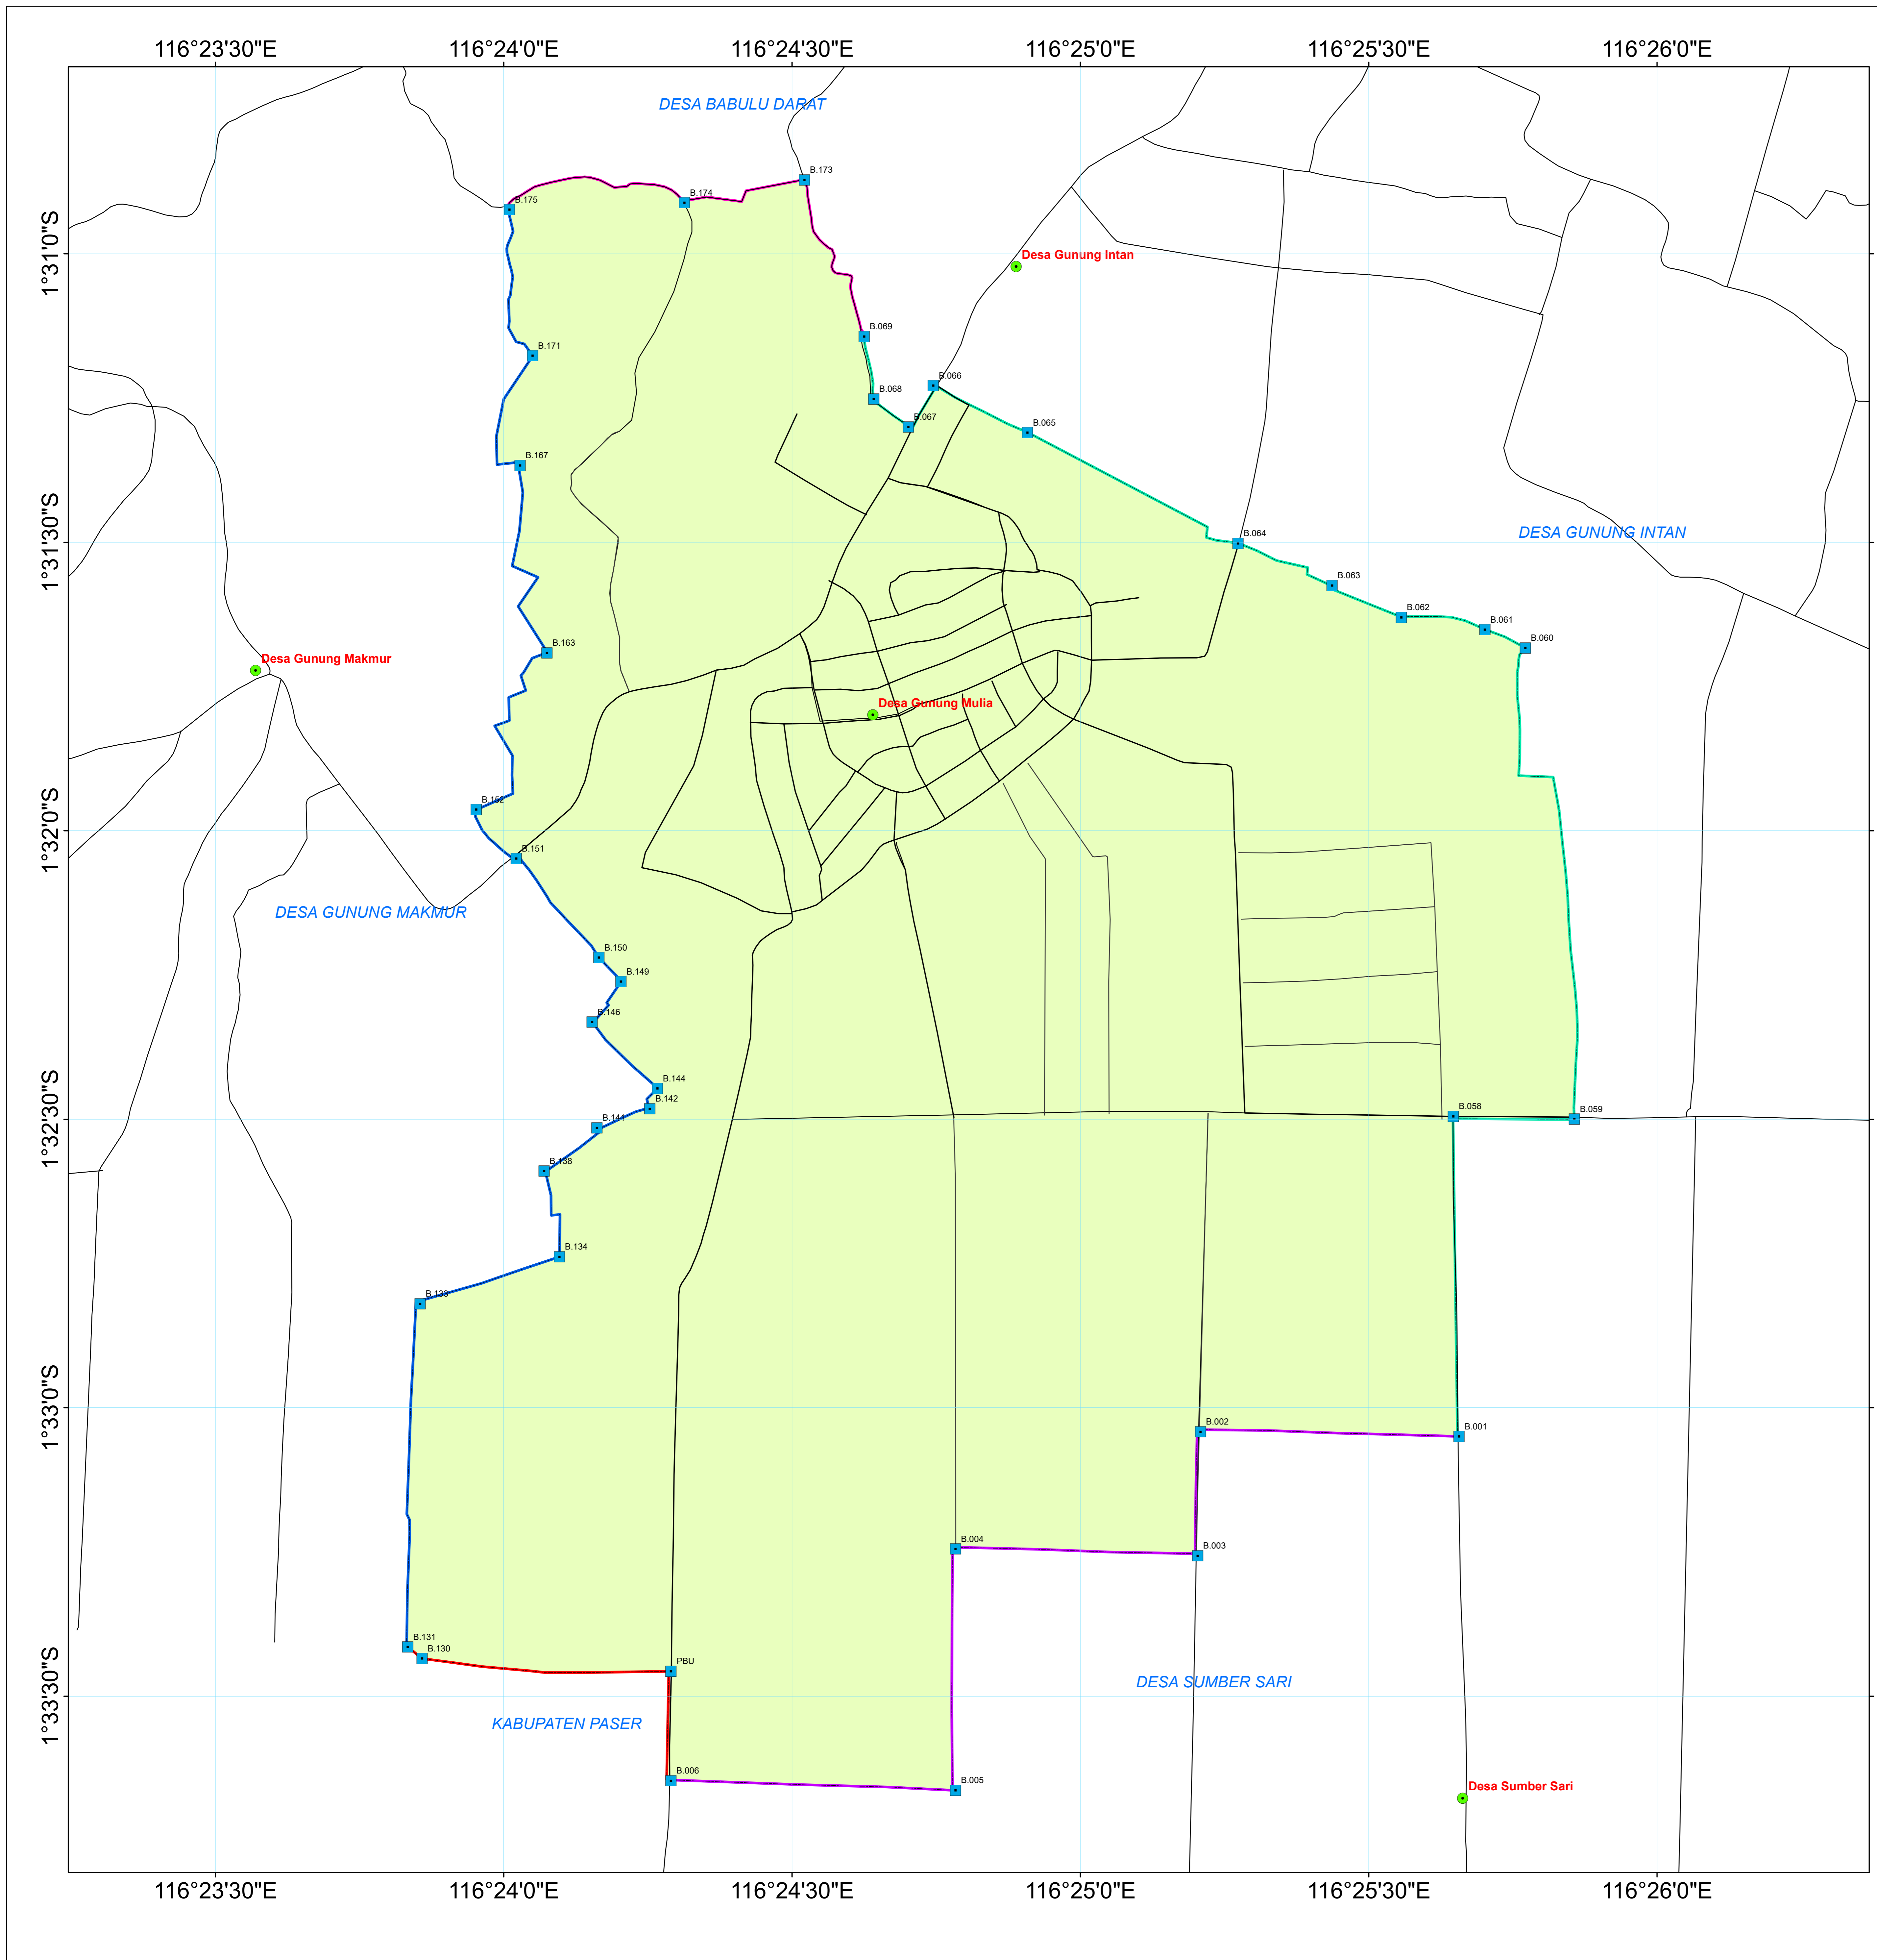 116°23'30"E 116°24'0"E 116°24'30"E 116°25'0"E 116°25'30"E 116°26'0"E
DESA BABULU DARAT
B.173
B.174
B.175
1°31'0"S
Desa Gunung Intan
B.069
B.171
B.066
B.068
B.067
B.065
B.167
1°31'30"S
DESA GUNUNG INTAN
B.064
B.063
B.062
B.061
B.060
B.163
Desa Gunung Makmur
Desa Gunung Mulia
B.152
1°32'0"S
B.151
DESA GUNUNG MAKMUR
B.150
B.149
B.146
B.144
B.142
1°32'30"S
B.058
B.059
B.141
B.138
B.134
B.133
1°33'0"S
B.002
B.001
B.004
B.003
B.131
B.130
PBU
1°33'30"S
DESA SUMBER SARI
KABUPATEN PASER
B.006
B.005
Desa Sumber Sari
116°23'30"E 116°24'0"E 116°24'30"E 116°25'0"E 116°25'30"E 116°26'0"E